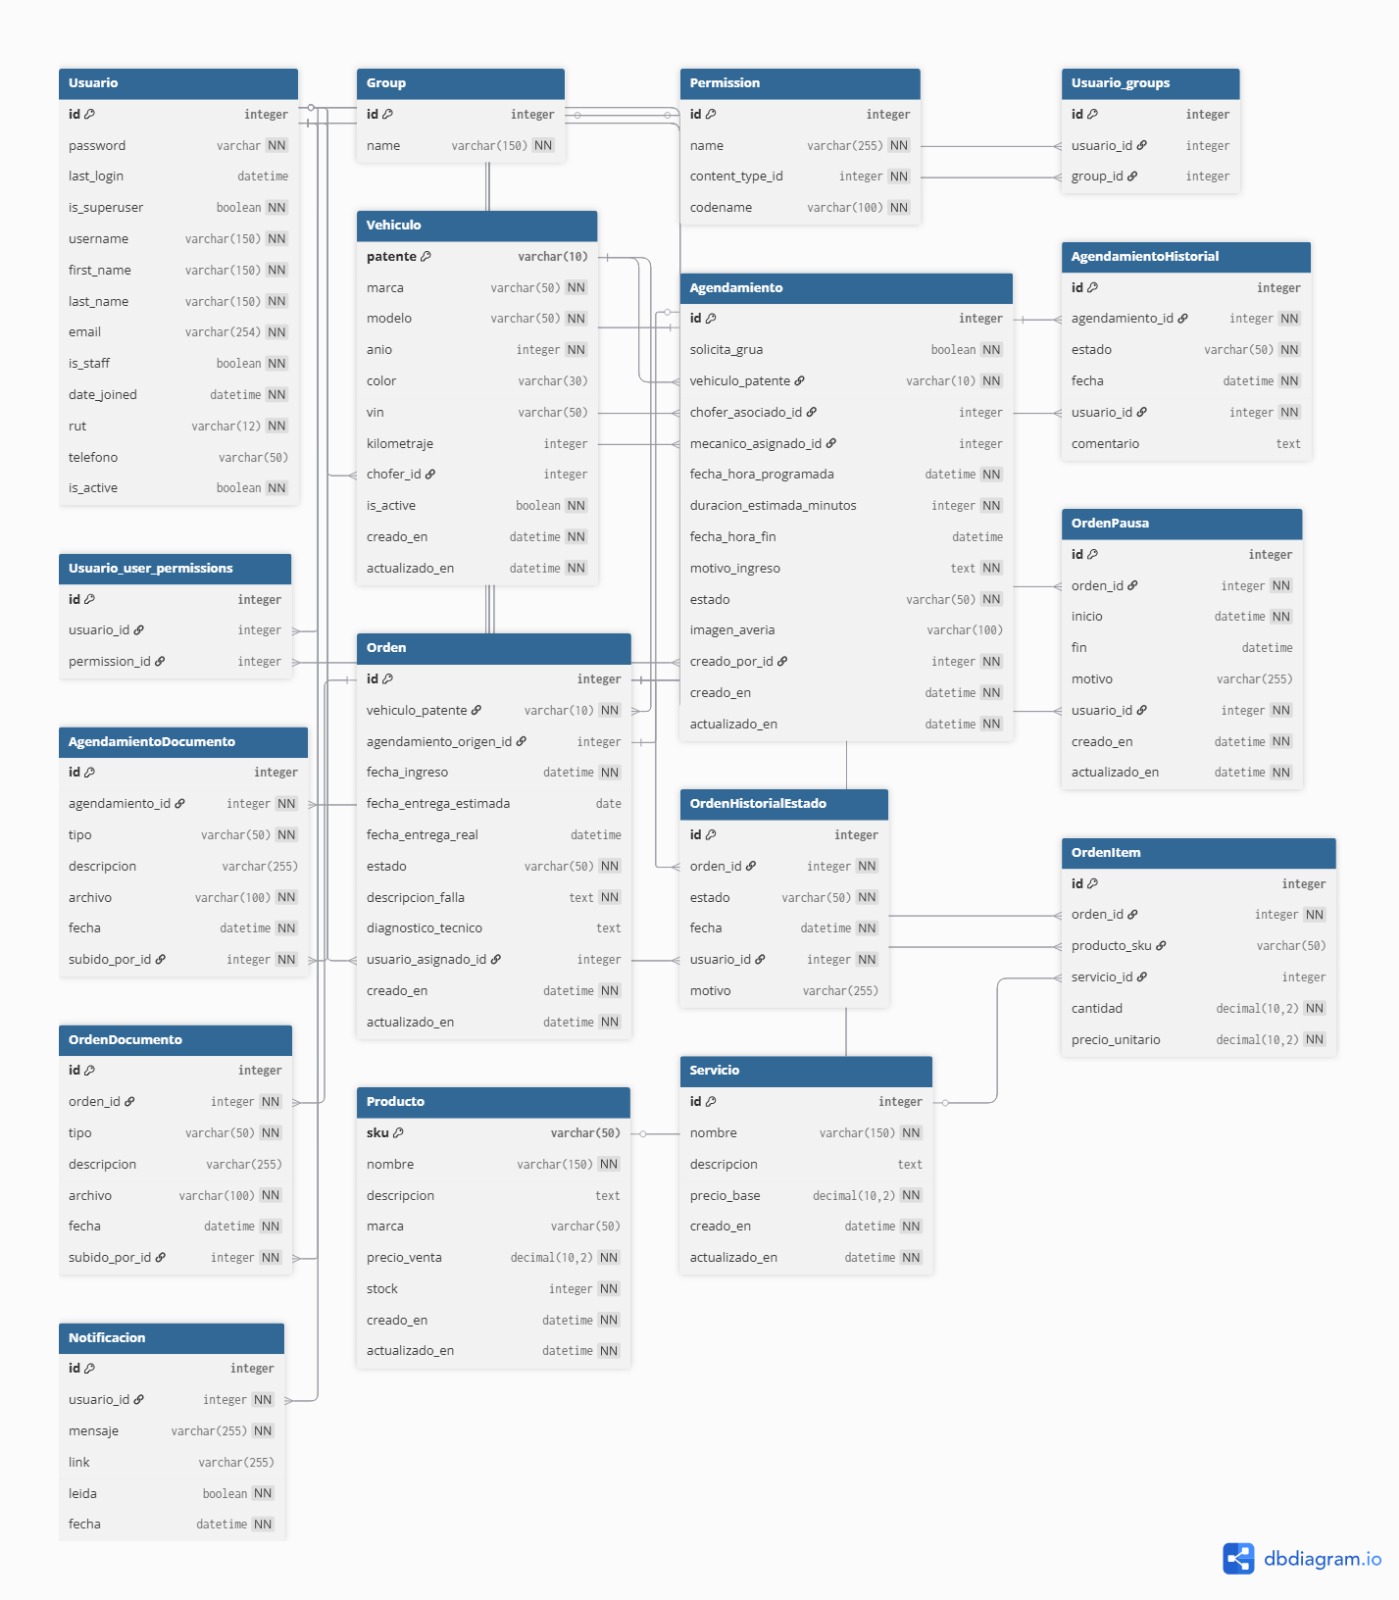 Usuario
id integer
password varchar NN
last_login datetime
is_superuser boolean NN
username varchar(150) NN
first_name varchar(150) NN
last_name varchar(150) NN
email varchar(254) NN
is_staff boolean NN
date_joined datetime NN
rut varchar(12) NN
telefono varchar(50)
is_active boolean NN
Usuario_user_permissions
id integer
usuario_id integer
permission_id integer
AgendamientoDocumento
id integer
agendamiento_id integer NN
tipo varchar(50) NN
descripcion varchar(255)
archivo varchar(100) NN
fecha datetime NN
subido_por_id integer NN
OrdenDocumento
id integer
orden_id integer NN
tipo varchar(50) NN
descripcion varchar(255)
archivo varchar(100) NN
fecha datetime NN
subido_por_id integer NN
Notificacion
id integer
usuario_id integer NN
mensaje varchar(255) NN
link varchar(255)
leida boolean NN
fecha datetime NN
Group
id integer
name varchar(150) NN
Vehiculo
patente varchar(10)
marca varchar(50) NN
modelo varchar(50) NN
anio integer NN
color varchar(30)
vin varchar(50)
kilometraje integer
chofer_id integer
is_active boolean NN
creado_en datetime NN
actualizado_en datetime NN
Orden
id integer
vehiculo_patente varchar(10) NN
agendamiento_origen_id integer
fecha_ingreso datetime NN
fecha_entrega_estimada date
fecha_entrega_real datetime
estado varchar(50) NN
descripcion_falla text NN
diagnostico_tecnico text
usuario_asignado_id integer
creado_en datetime NN
actualizado_en datetime NN
Producto
sku varchar(50)
nombre varchar(150) NN
descripcion text
marca varchar(50)
precio_venta decimal(10,2) NN
stock integer NN
creado_en datetime NN
actualizado_en datetime NN
Permission
id integer
name varchar(255) NN
content_type_id integer NN
codename varchar(100) NN
Agendamiento
id integer
solicita_grua boolean NN
vehiculo_patente varchar(10) NN
chofer_asociado_id integer
mecanico_asignado_id integer
fecha_hora_programada datetime NN
duracion_estimada_minutos integer NN
fecha_hora_fin datetime
motivo_ingreso text NN
estado varchar(50) NN
imagen_averia varchar(100)
creado_por_id integer NN
creado_en datetime NN
actualizado_en datetime NN
OrdenHistorialEstado
id integer
orden_id integer NN
estado varchar(50) NN
fecha datetime NN
usuario_id integer NN
motivo varchar(255)
Servicio
id integer
nombre varchar(150) NN
descripcion text
precio_base decimal(10,2) NN
creado_en datetime NN
actualizado_en datetime NN
Usuario_groups
id integer
usuario_id integer
group_id integer
AgendamientoHistorial
id integer
agendamiento_id integer NN
estado varchar(50) NN
fecha datetime NN
usuario_id integer NN
comentario text
OrdenPausa
id integer
orden_id integer NN
inicio datetime NN
fin datetime
motivo varchar(255)
usuario_id integer NN
creado_en datetime NN
actualizado_en datetime NN
OrdenItem
id integer
orden_id integer NN
producto_sku varchar(50)
servicio_id integer
cantidad decimal(10,2) NN
precio_unitario decimal(10,2) NN
dbdiagram.io